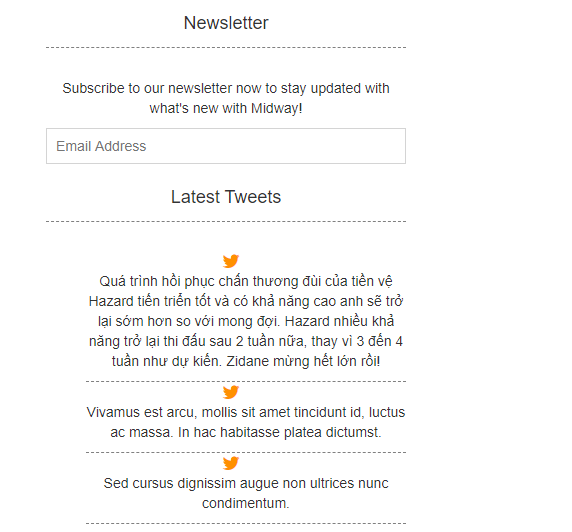 Newsletter
Subscribe to our newsletter now to stay updated with
what's new with Midway!
Email Address
Latest Tweets
Quá trình hồi phục chấn thương đùi của tiền vệ
Hazard tiến triển tốt và có khả năng cao anh sẽ trở
lại sớm hơn so với mong đợi. Hazard nhiều khả
năng trở lại thi đấu sau 2 tuần nữa, thay vì 3 đến 4
tuần như dự kiến. Zidane mừng hết lớn rồi!
Vivamus est arcu, mollis sit amet tincidunt id, luctus
ac massa. In hac habitasse platea dictumst.
Sed cursus dignissim augue non ultrices nunc
condimentum.